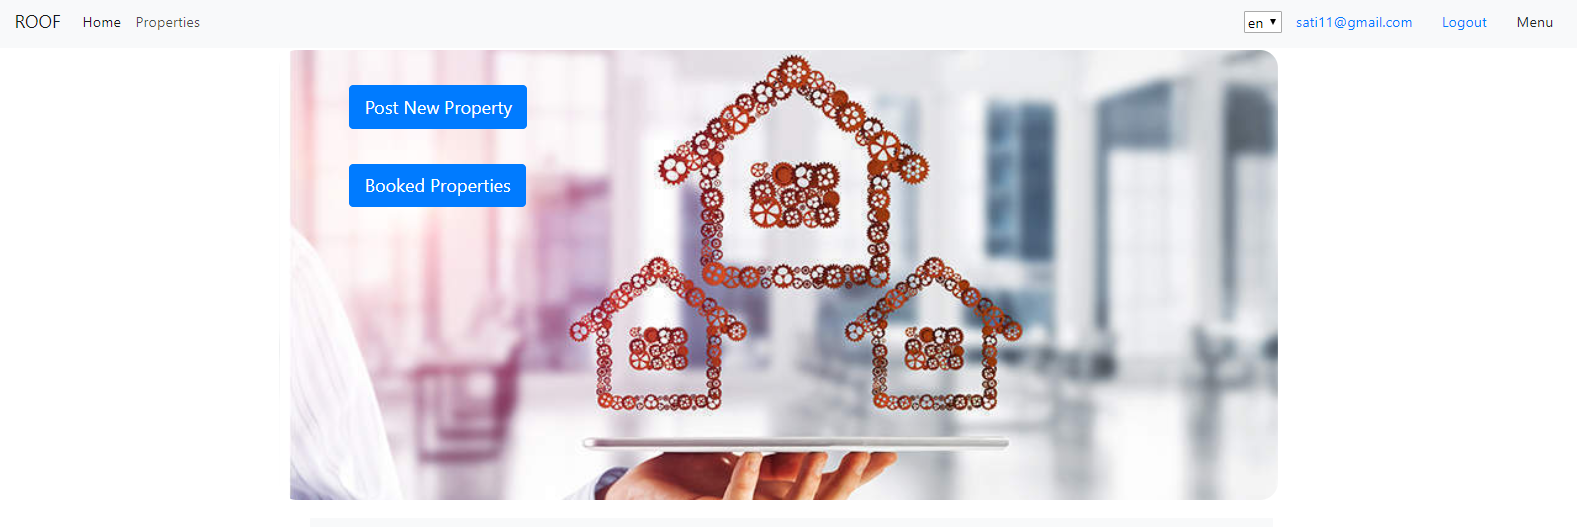 ROOF Home Properties en sati11@gmail.com Logout Menu
Post New Property
Booked Properties